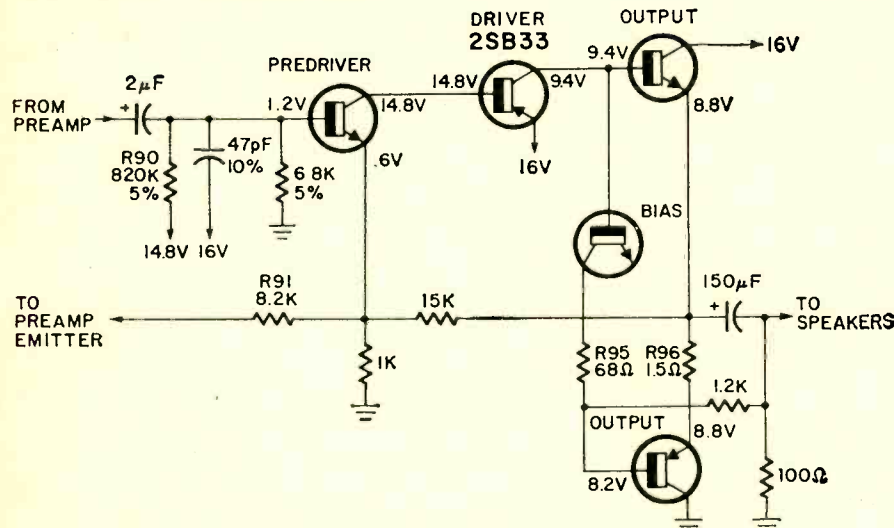 DRIVER
2SB33
OUTPUT
PREDRIVER
16V
9.4V
9.4V
14.8V
14.8V
8.8V
2µF
1.2V
FROM
PREAMP
+
16V
.6V
R90
820K
5%
47pF
10%
6.8K
5%
BIAS
14.8V
16V
150µF
R91
8.2K
+
TO
PREAMP
EMITTER
15K
TO
SPEAKERS
1K
R95
68Ω
R96
1.5Ω
1.2K
OUTPUT
8.8V
8.2V
100Ω